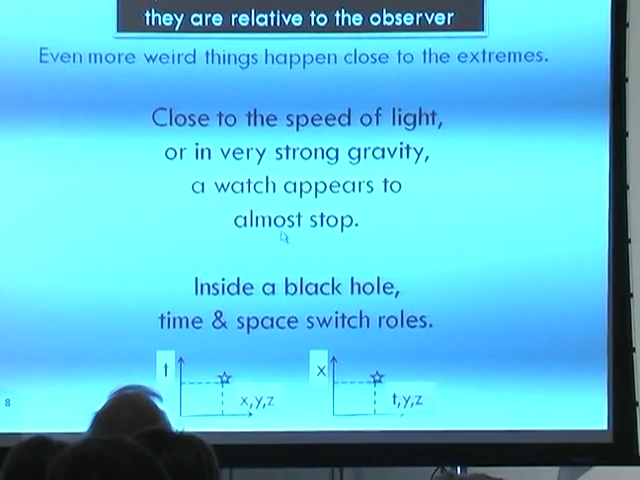 they are relative to the observer
Even more weird things happen close to the extremes.
Close to the speed of light,
or in very strong gravity,
a watch appears to
almost stop.
Inside a black hole,
time & space switch roles.
t
x,y,z
x
t,y,z
8